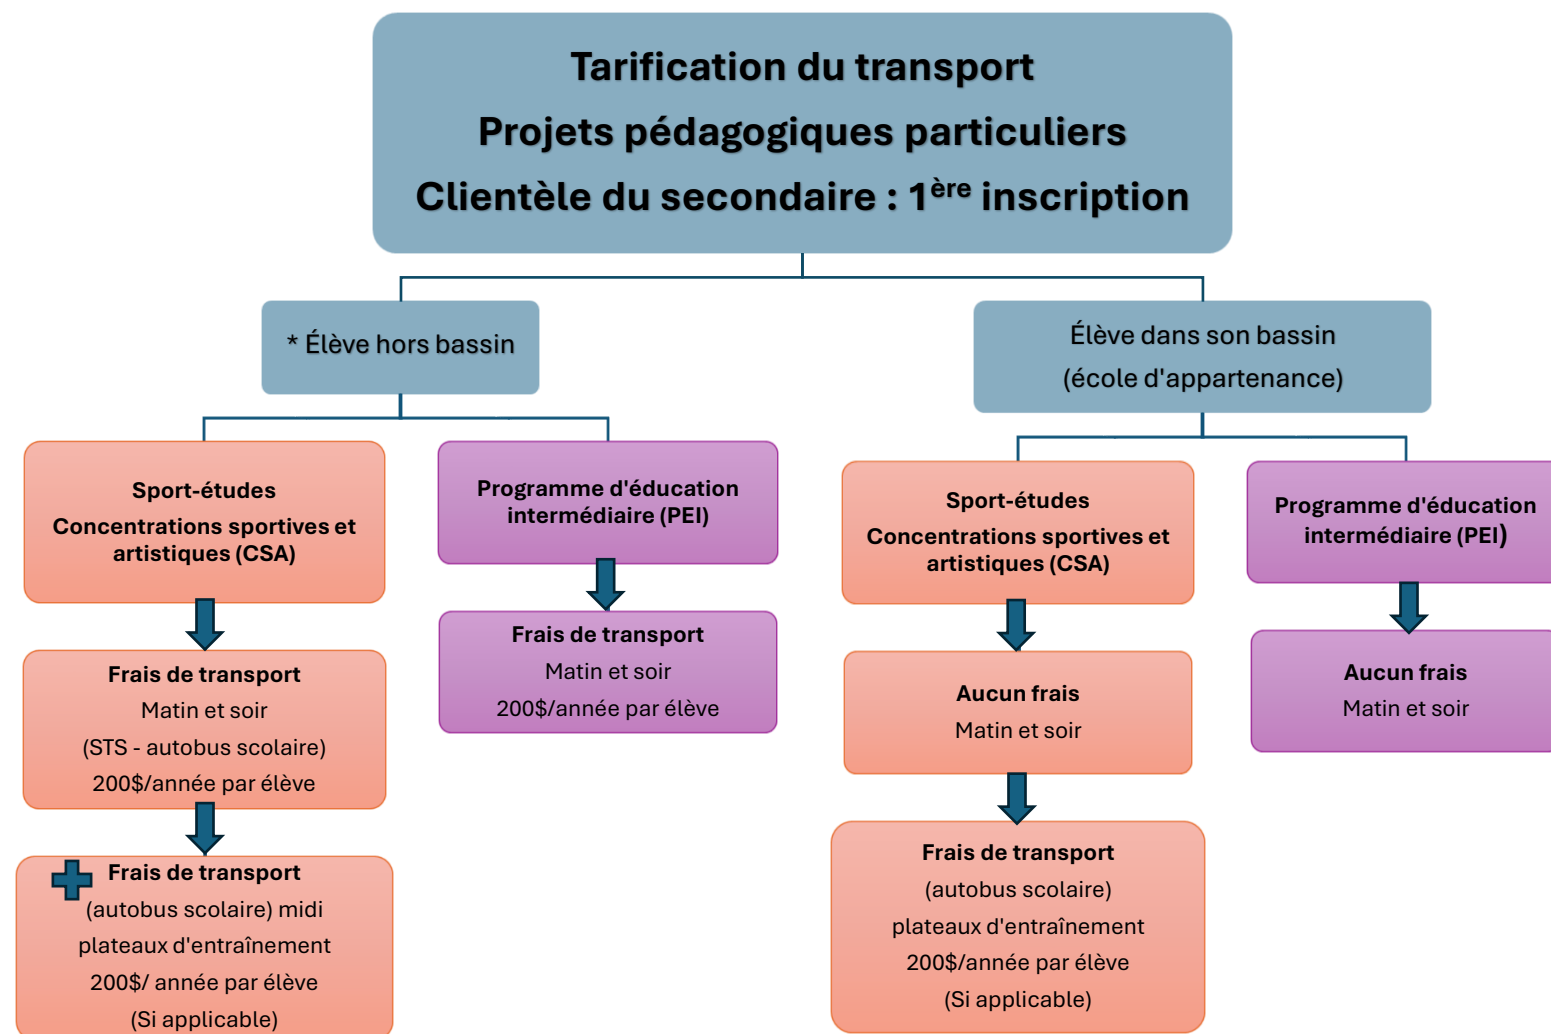 Tarification du transport
Projets pédagogiques particuliers
Clientèle du secondaire : 1ère inscription
* Élève hors bassin
Élève dans son bassin
(école d'appartenance)
Sport-études
Concentrations sportives et
artistiques (CSA)
Programme d'éducation
intermédiaire (PEI)
Sport-études
Concentrations sportives et
artistiques (CSA)
Programme d'éducation
intermédiaire (PEI)
Frais de transport
Matin et soir
(STS - autobus scolaire)
200$/année par élève
Frais de transport
Matin et soir
200$/année par élève
Aucun frais
Matin et soir
Aucun frais
Matin et soir
Frais de transport
(autobus scolaire) midi
plateaux d'entraînement
200$/ année par élève
(Si applicable)
Frais de transport
(autobus scolaire)
plateaux d'entraînement
200$/année par élève
(Si applicable)